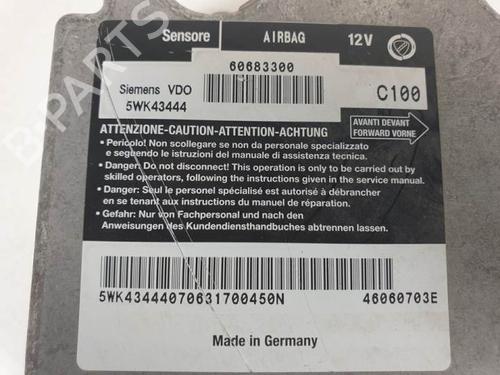 Sensore AIRBAG 12V
60683300
Siemens VDO
5WK43444
C100
AVANTI DEVANT
FORWARD VORNE
ATTENZIONE-CAUTION-ATTENTION-ACHTUNG
• Pericolo! Non scollegare se non da personale specializzato
e seguendo le istruzioni del manuale di assistenza tecnica.
• Danger: Do not disconnect! This operation is only to be carried out by
skilled operators, following the instructions given in the service manual.
• Danger: Seul le personel spécialisé est autorisé à débrancher
en se tenant aux instructions du manuel de réparation.
• Gefahr: Nur von Fachpersonal und nach den
Anweisungen des Kundendiensthandbuches abtrennen lassen.
5WK43444070631700450N 46060703E
Made in Germany
B-PARTS